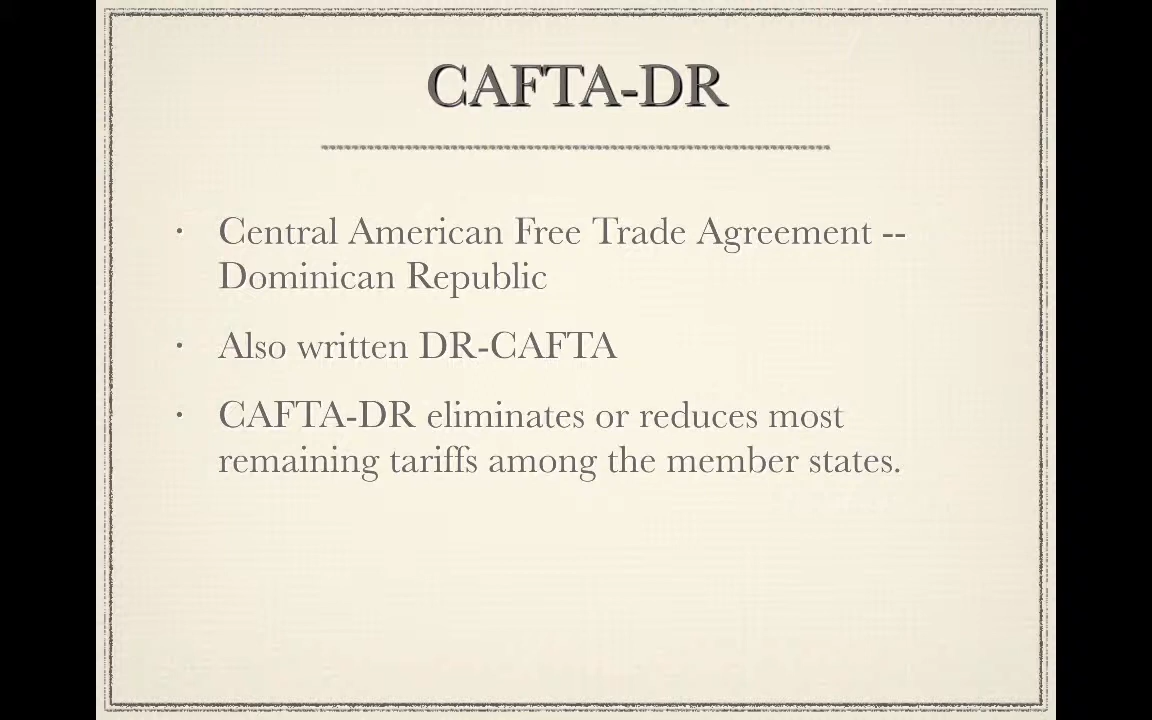 CAFTA-DR
· Central American Free Trade Agreement --
Dominican Republic
· Also written DR-CAFTA
· CAFTA-DR eliminates or reduces most
remaining tariffs among the member states.